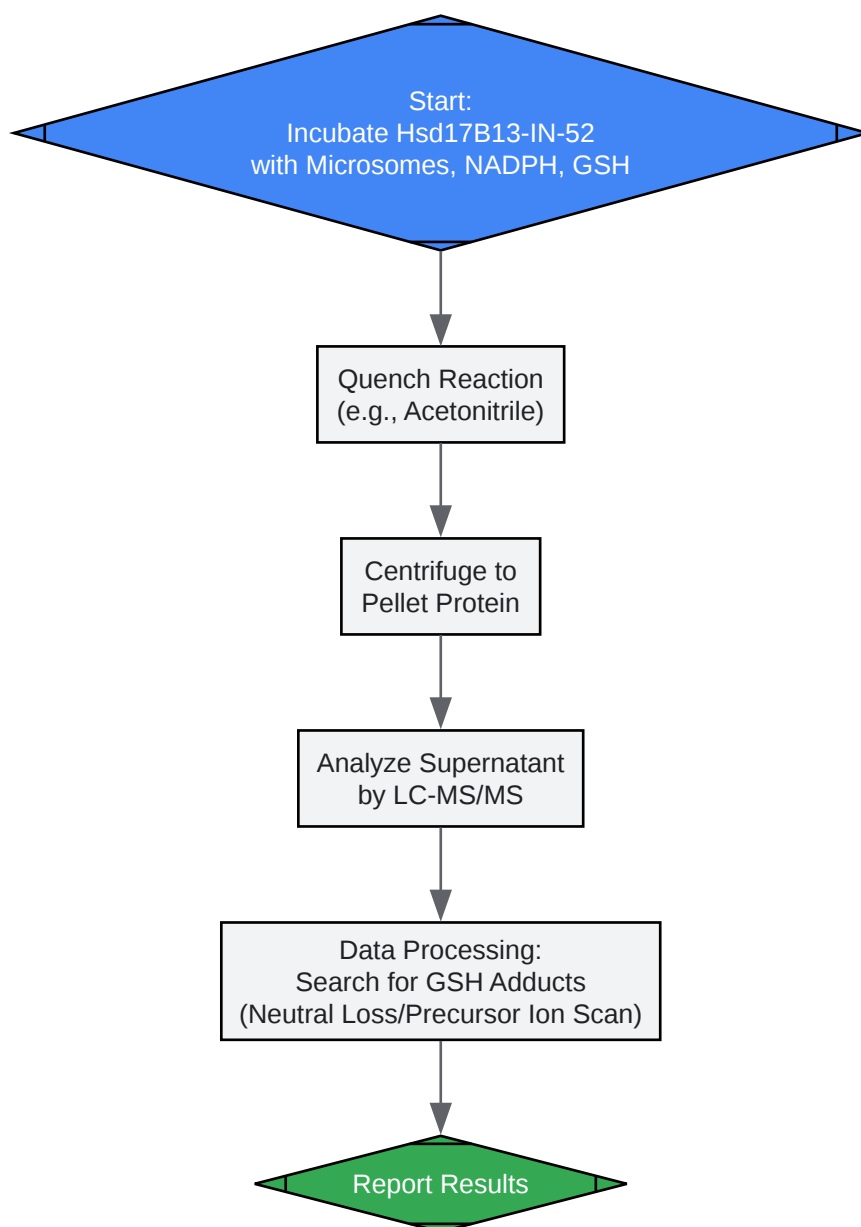 Start:
Incubate Hsd17B13-IN-52
with Microsomes, NADPH, GSH
Quench Reaction
(e.g., Acetonitrile)
Centrifuge to
Pellet Protein
Analyze Supernatant
by LC-MS/MS
Data Processing:
Search for GSH Adducts
(Neutral Loss/Precursor Ion Scan)
Report Results